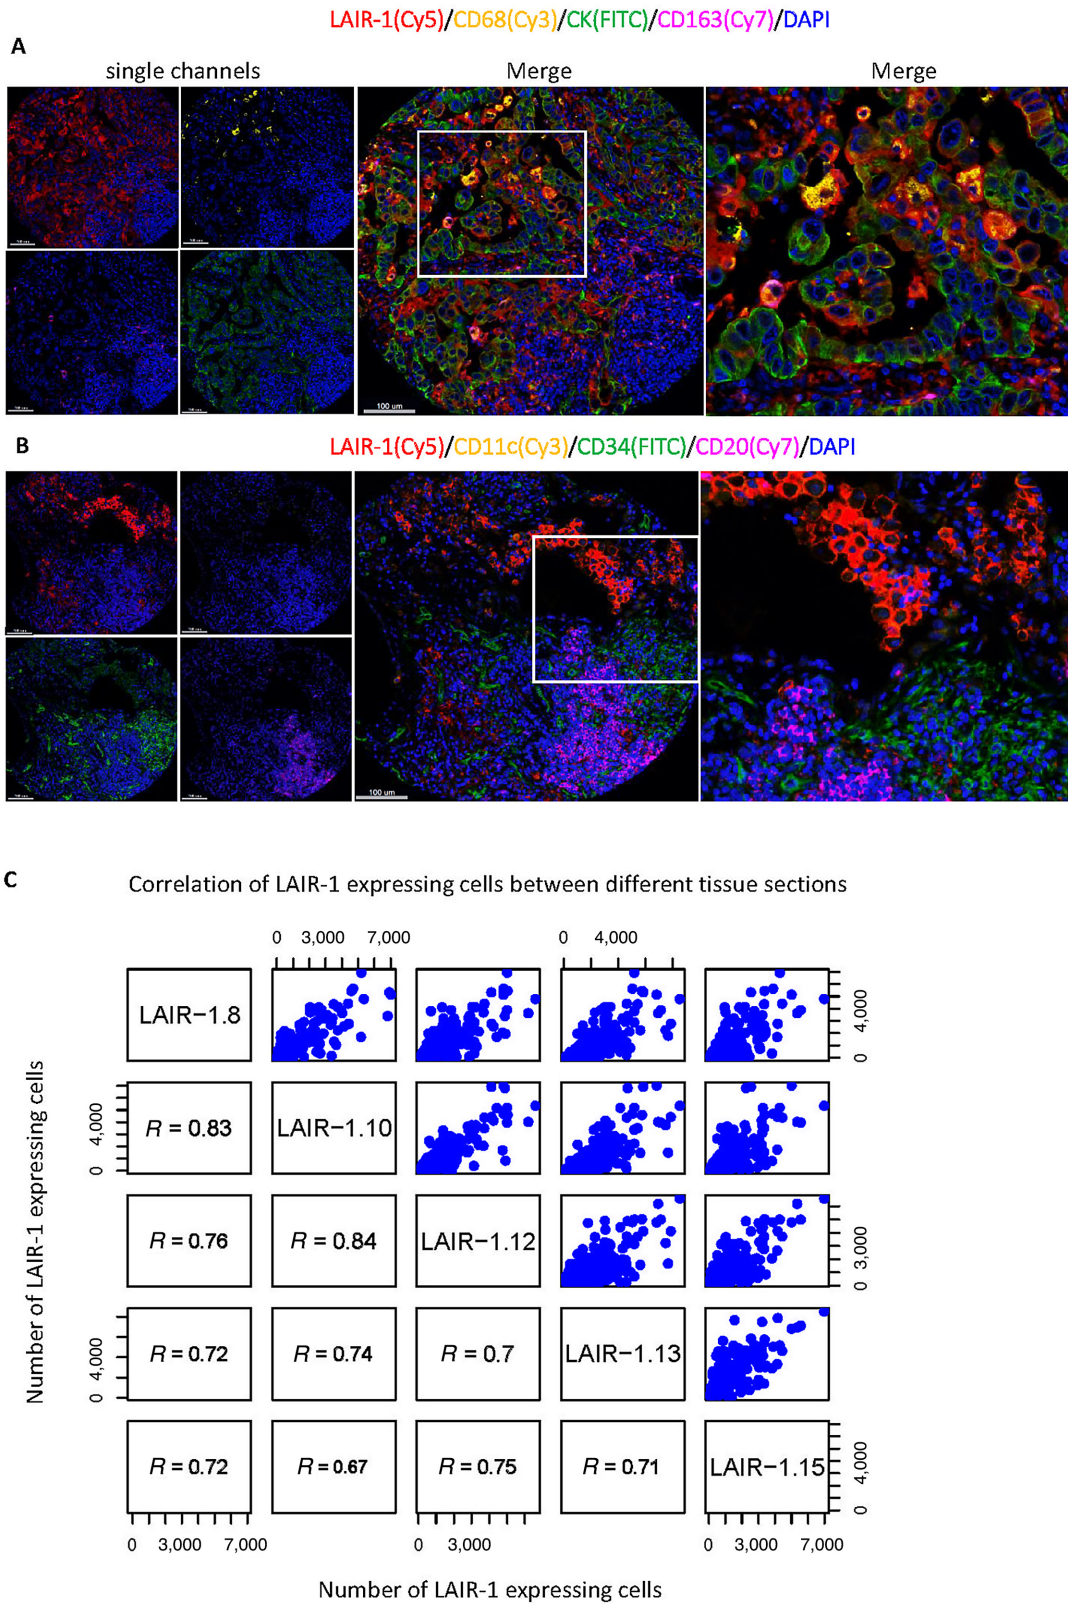 LAIR-1(Cy5)/CD68(Cy3)/CK(FITC)/CD163(Cy7)/DAPI
A
single channels
Merge
Merge
100 um
B
LAIR-1(Cy5)/CD11c(Cy3)/CD34(FITC)/CD20(Cy7)/DAPI
100 um
C
Correlation of LAIR-1 expressing cells between different tissue sections
0 3,000 7,000
0 4,000
LAIR-1.8
0 4,000
0 4,000
R = 0.83
LAIR-1.10
R = 0.76
R = 0.84
LAIR-1.12
0 3,000
0 4,000
R = 0.72
R = 0.74
R = 0.7
LAIR-1.13
R = 0.72
R = 0.67
R = 0.75
R = 0.71
LAIR-1.15
0 4,000
0 3,000 7,000
0 3,000
0 3,000 7,000
Number of LAIR-1 expressing cells
Number of LAIR-1 expressing cells